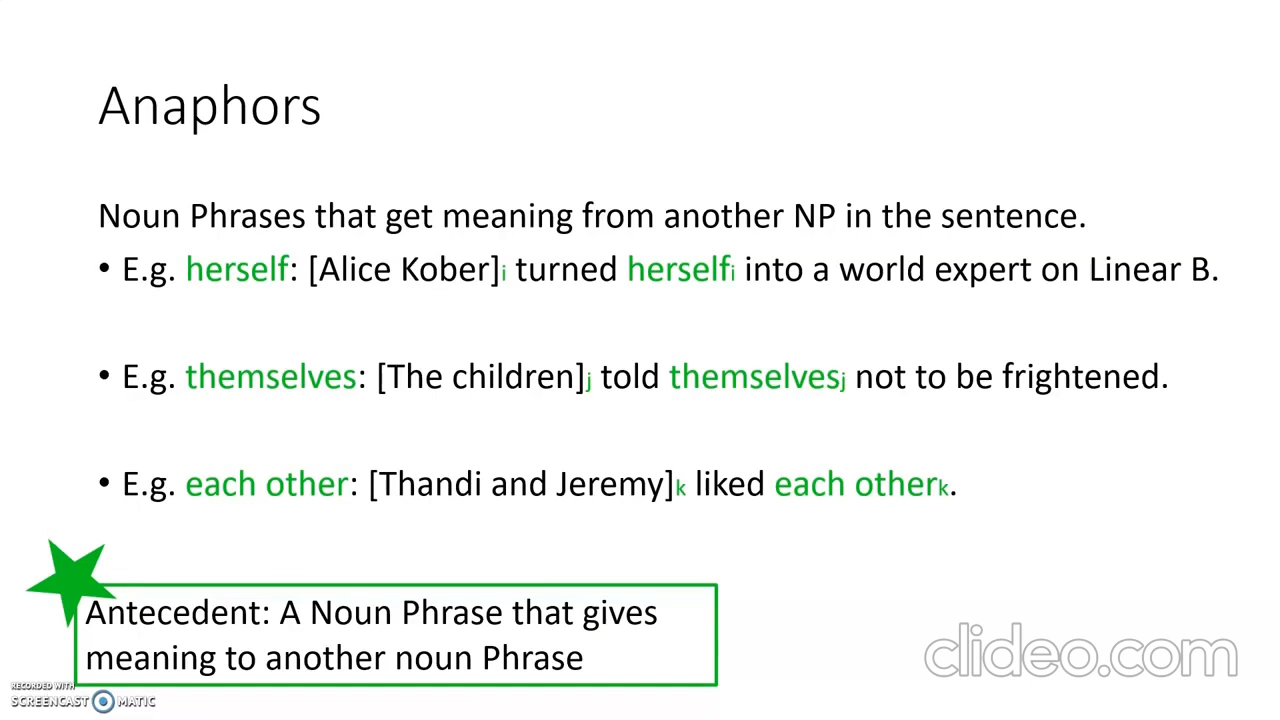 Anaphors
Noun Phrases that get meaning from another NP in the sentence.
• E.g. herself: [Alice Kober]i turned herselfi into a world expert on Linear B.
• E.g. themselves: [The children]j told themselvesj not to be frightened.
• E.g. each other: [Thandi and Jeremy]k liked each otherk.
Antecedent: A Noun Phrase that gives
meaning to another noun Phrase
clideo.com
RECORDED WITH
SCREENCAST MATIC